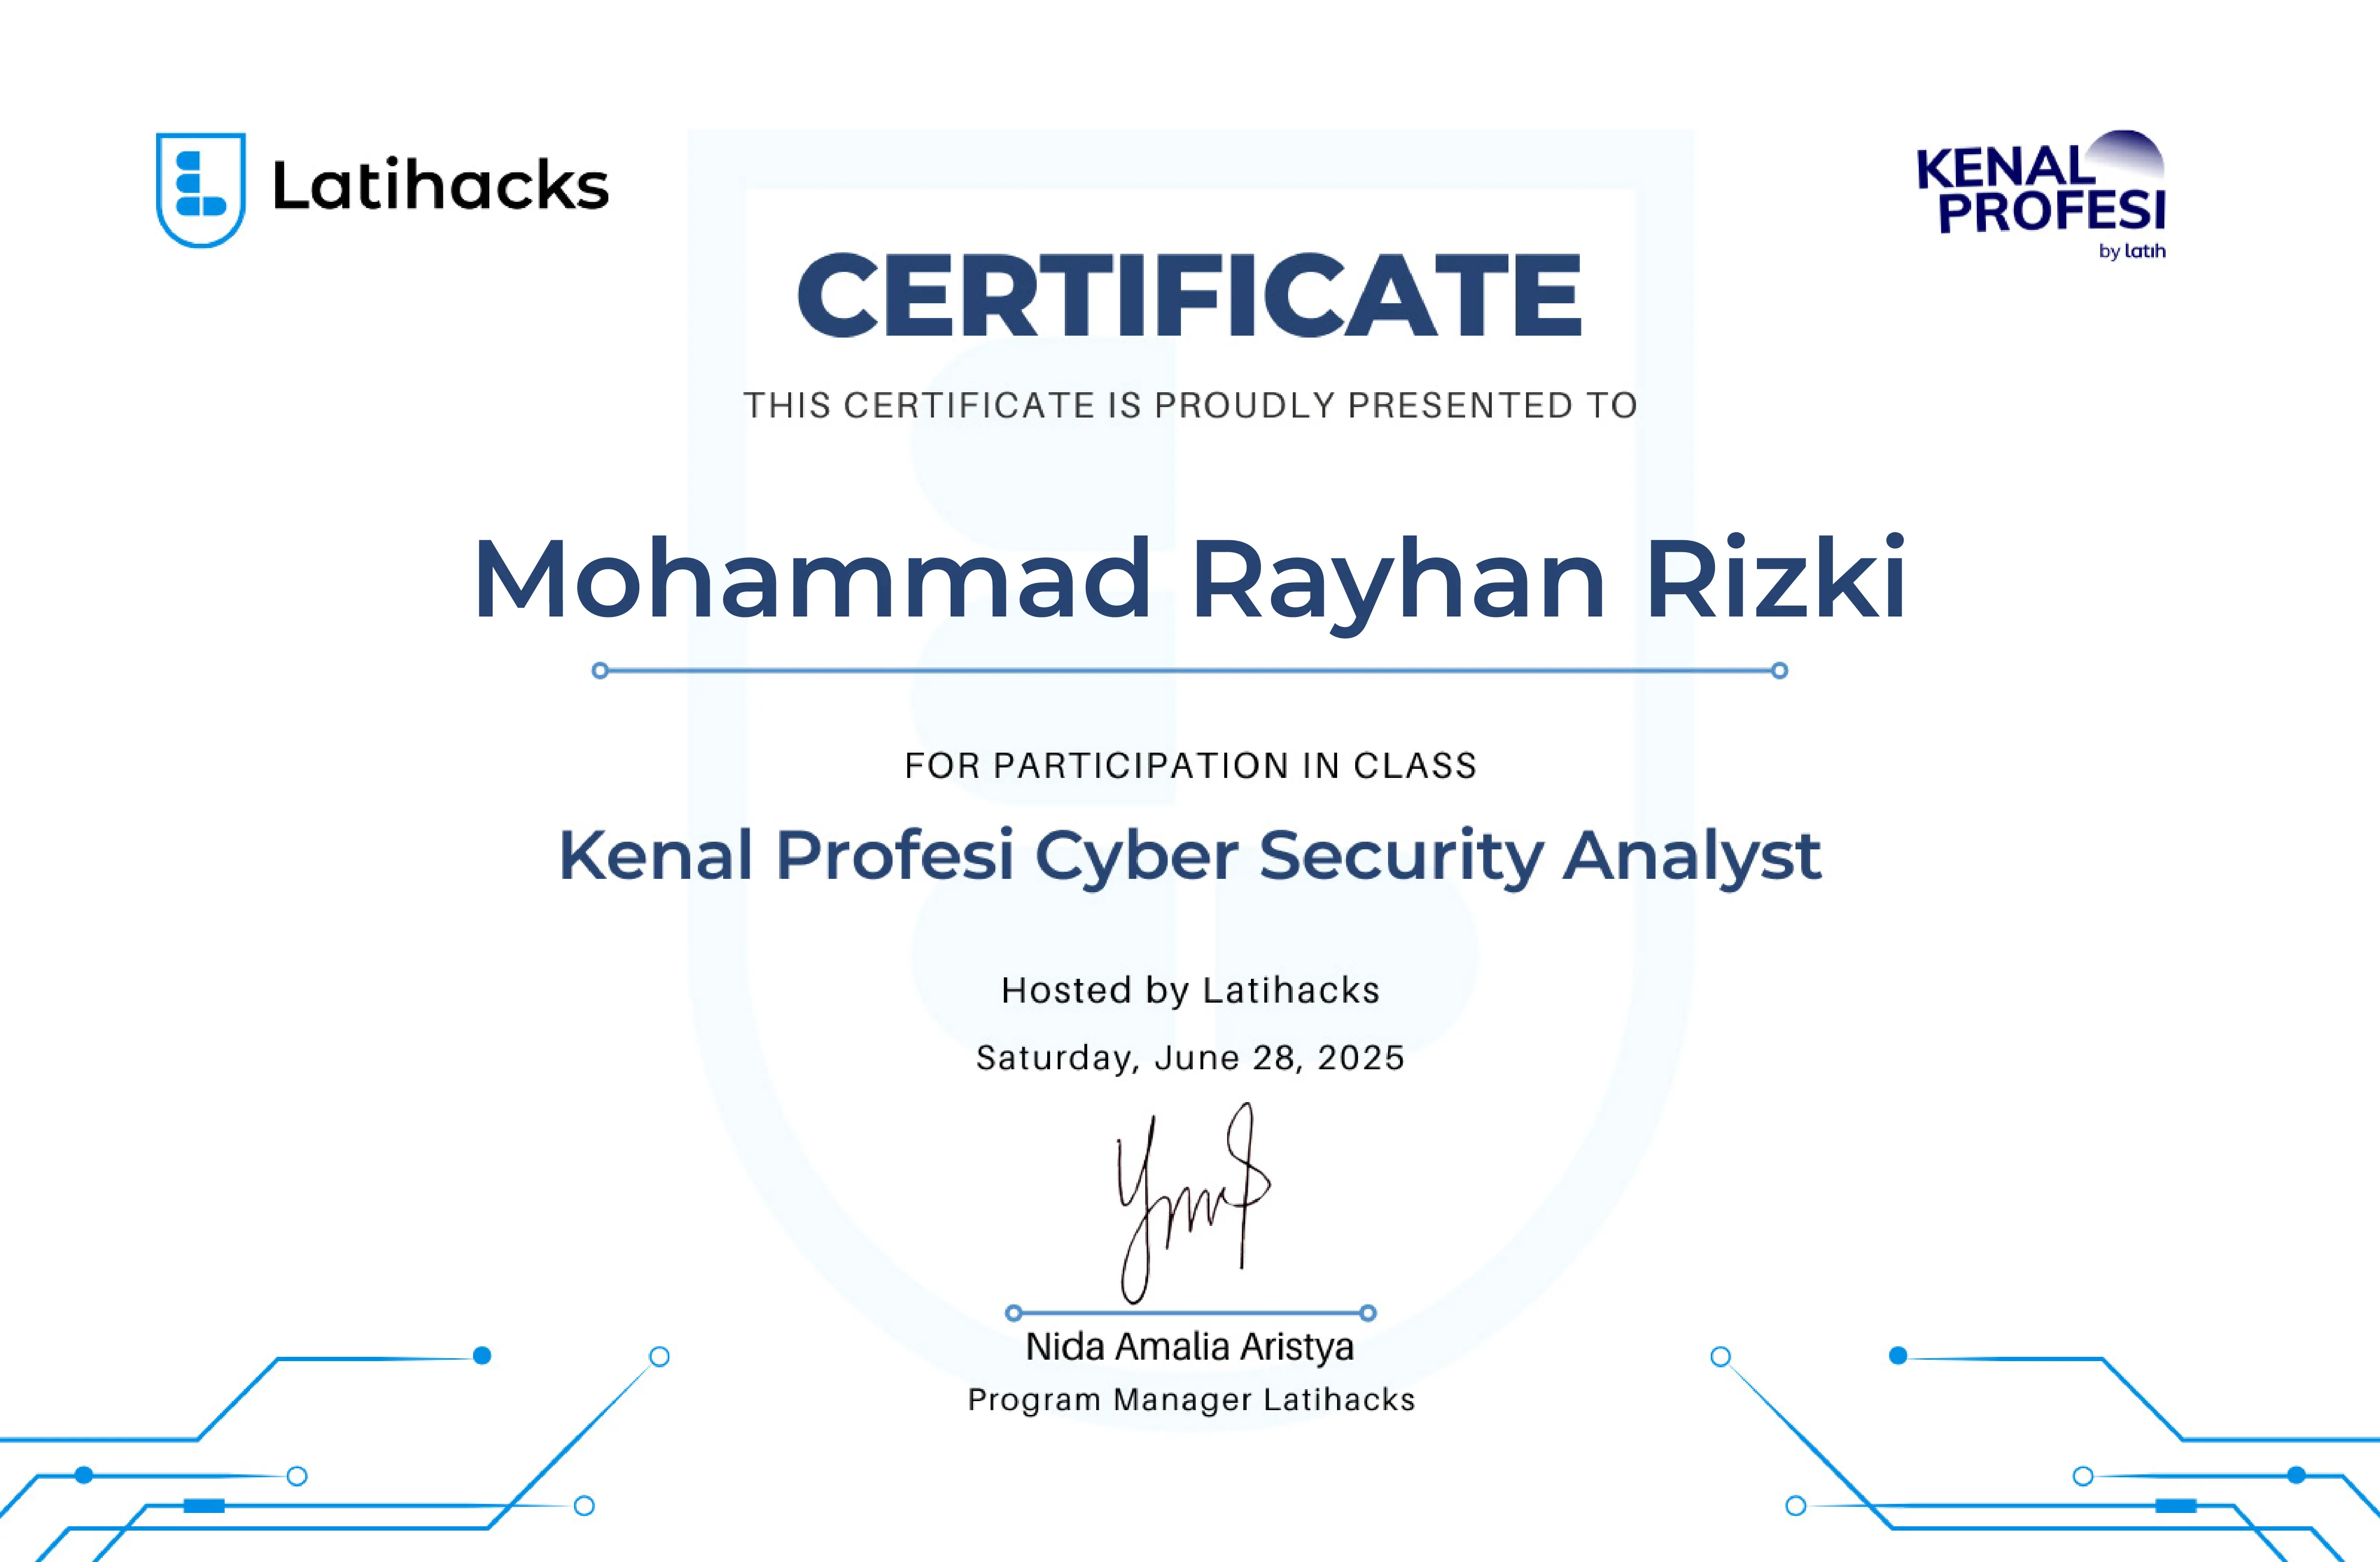 Latihacks
KENAL
PROFESI
by latih
CERTIFICATE
THIS CERTIFICATE IS PROUDLY PRESENTED TO
Mohammad Rayhan Rizki
FOR PARTICIPATION IN CLASS
Kenal Profesi Cyber Security Analyst
Hosted by Latihacks
Saturday, June 28, 2025
Nida Amalia Aristya
Program Manager Latihacks